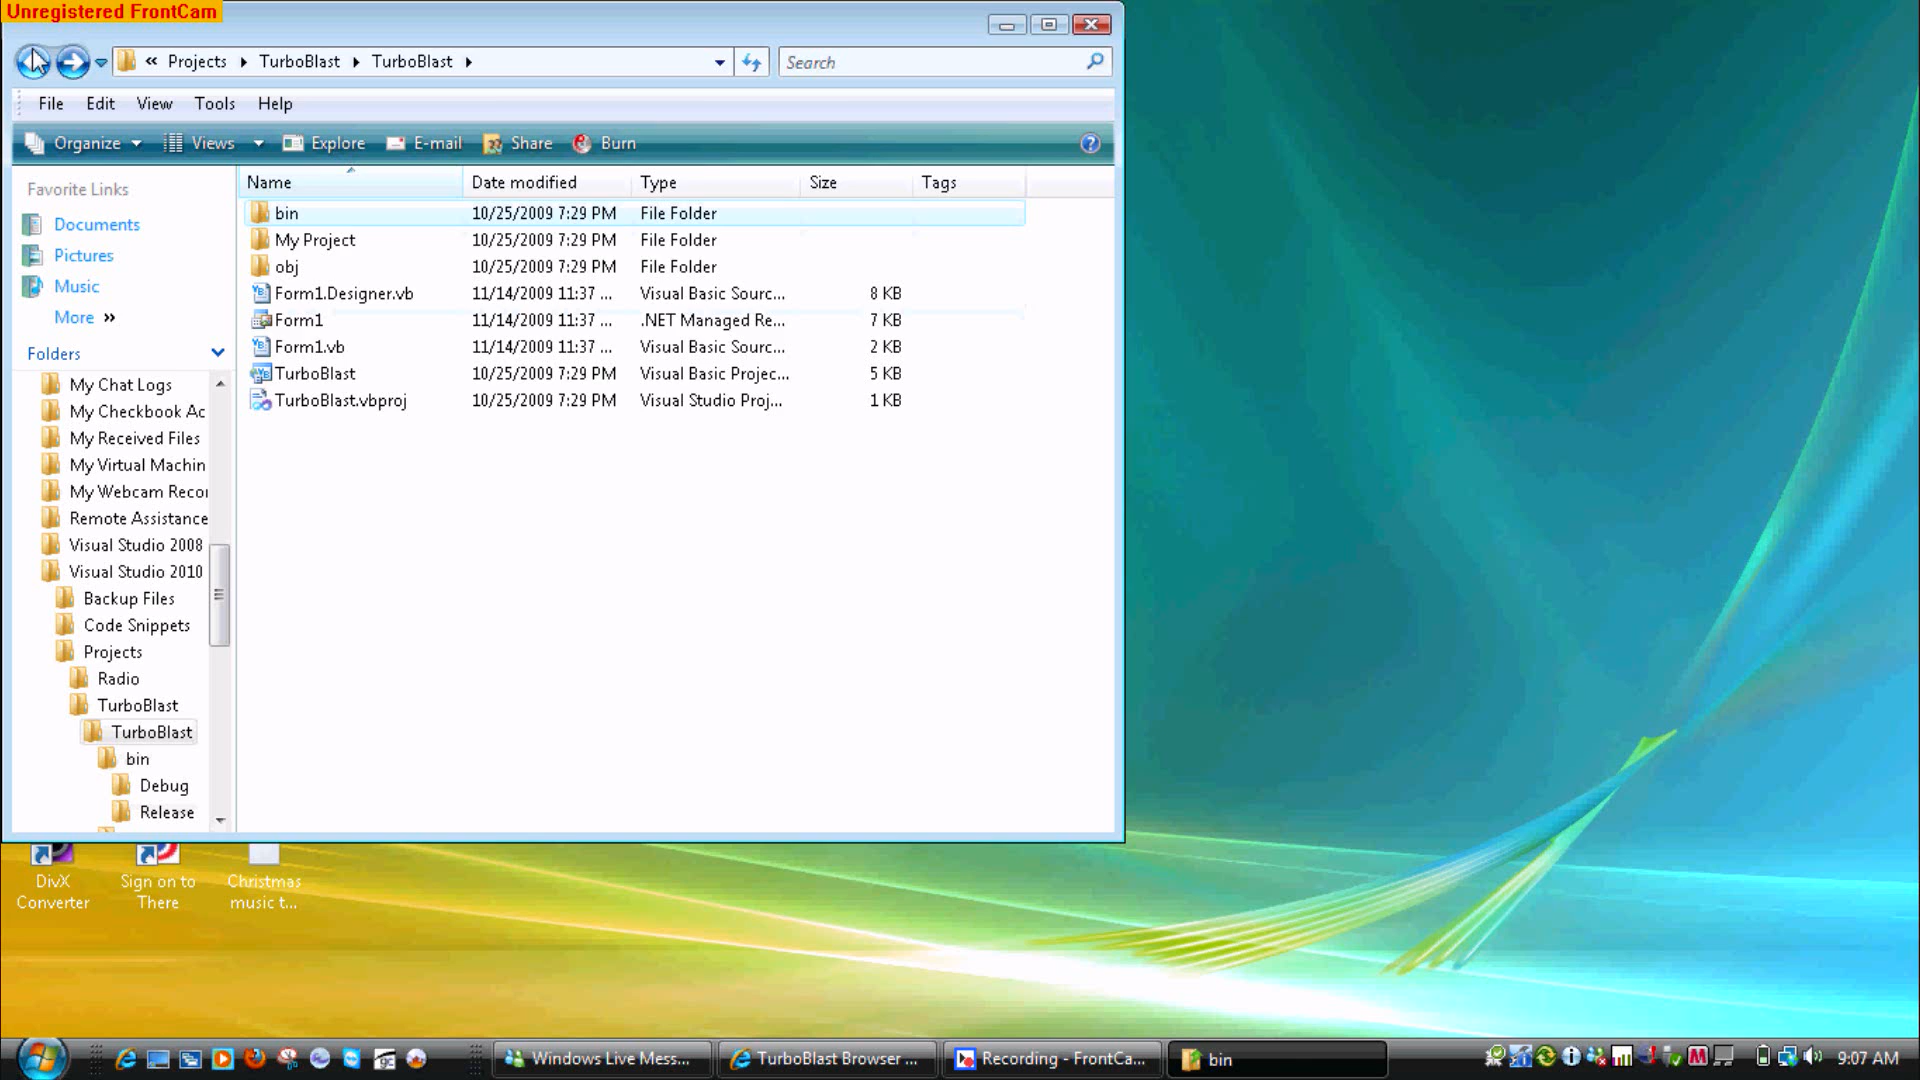 Unregistered FrontCam
« Projects TurboBlast TurboBlast
Search
File Edit View Tools Help
Organize Views Explore E-mail Share Burn
Favorite Links
Documents
Pictures
Music
More »
Folders
My Chat Logs
My Checkbook Ac
My Received Files
My Virtual Machin
My Webcam Recor
Remote Assistance
Visual Studio 2008
Visual Studio 2010
Backup Files
Code Snippets
Projects
Radio
TurboBlast
TurboBlast
bin
Debug
Release
Name Date modified Type Size Tags
bin 10/25/2009 7:29 PM File Folder
My Project 10/25/2009 7:29 PM File Folder
obj 10/25/2009 7:29 PM File Folder
Form1.Designer.vb 11/14/2009 11:37 ... Visual Basic Sourc... 8 KB
Form1 11/14/2009 11:37 ... .NET Managed Re... 7 KB
Form1.vb 11/14/2009 11:37 ... Visual Basic Sourc... 2 KB
TurboBlast 10/25/2009 7:29 PM Visual Basic Projec... 5 KB
TurboBlast.vbproj 10/25/2009 7:29 PM Visual Studio Proj... 1 KB
DivX
Converter
Sign on to
There
Christmas
music t...
Windows Live Mess... TurboBlast Browser ... Recording - FrontCa... bin 9:07 AM